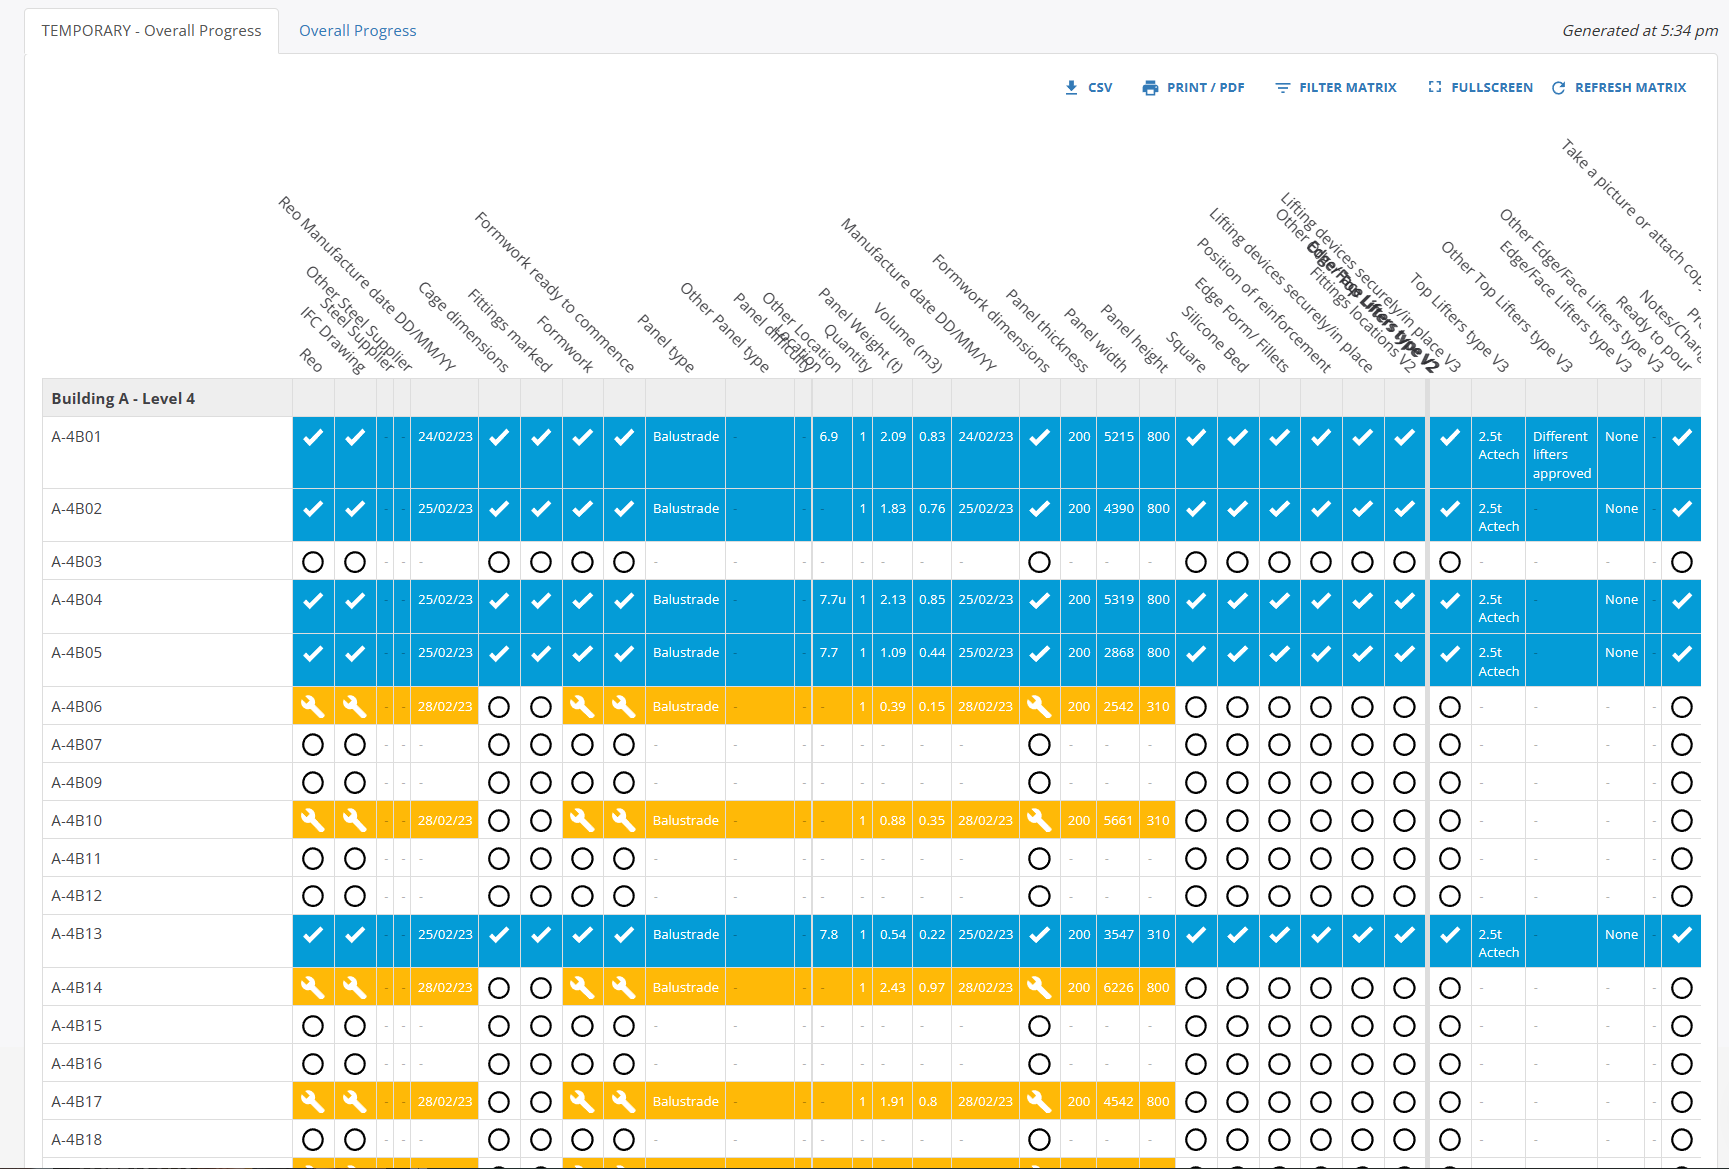 TEMPORARY - Overall Progress Overall Progress Generated at 5:34 pm
CSV PRINT / PDF FILTER MATRIX FULLSCREEN REFRESH MATRIX
Reo
IFC Drawing
Steel Supplier
Other Steel Supplier
Reo Manufacture date DD/MM/YY
Cage dimensions
Fittings marked
Formwork
Formwork ready to commence
Panel type
Other Panel type
Panel difficulty
Location
Other Location
Quantity
Panel Weight (t)
Volume (m3)
Manufacture date DD/MM/YY
Formwork dimensions
Panel thickness
Panel width
Panel height
Square
Silicone Bed
Edge Form/ Fillets
Position of reinforcement
Lifting devices securely/in place
Fittings locations V2
Lifting devices securely/in place V3
Top Lifters type V3
Other Top Lifters type V3
Edge/Face Lifters type V3
Other Edge/Face Lifters type V3
Ready to pour
Notes/Chan
Take a picture or attach cop
Building A - Level 4
A-4B01 - - 24/02/23 Balustrade - - 6.9 1 2.09 0.83 24/02/23 200 5215 800 2.5t Actech Different lifters approved None -
A-4B02 - - 25/02/23 Balustrade - - - 1 1.83 0.76 25/02/23 200 4390 800 2.5t Actech - None -
A-4B03 - - - - - - - - - - - - - - - - - -
A-4B04 - - 25/02/23 Balustrade - - 7.7u 1 2.13 0.85 25/02/23 200 5319 800 2.5t Actech - None -
A-4B05 - - 25/02/23 Balustrade - - 7.7 1 1.09 0.44 25/02/23 200 2868 800 2.5t Actech - None -
A-4B06 - - 28/02/23 Balustrade - - - 1 0.39 0.15 28/02/23 200 2542 310 - - - -
A-4B07 - - - - - - - - - - - - - - - - - -
A-4B09 - - - - - - - - - - - - - - - - - -
A-4B10 - - 28/02/23 Balustrade - - - 1 0.88 0.35 28/02/23 200 5661 310 - - - -
A-4B11 - - - - - - - - - - - - - - - - - -
A-4B12 - - - - - - - - - - - - - - - - - -
A-4B13 - - 25/02/23 Balustrade - - 7.8 1 0.54 0.22 25/02/23 200 3547 310 2.5t Actech - None -
A-4B14 - - 28/02/23 Balustrade - - - 1 2.43 0.97 28/02/23 200 6226 800 - - - -
A-4B15 - - - - - - - - - - - - - - - - - -
A-4B16 - - - - - - - - - - - - - - - - - -
A-4B17 - - 28/02/23 Balustrade - - - 1 1.91 0.8 28/02/23 200 4542 800 - - - -
A-4B18 - - - - - - - - - - - - - - - - - -